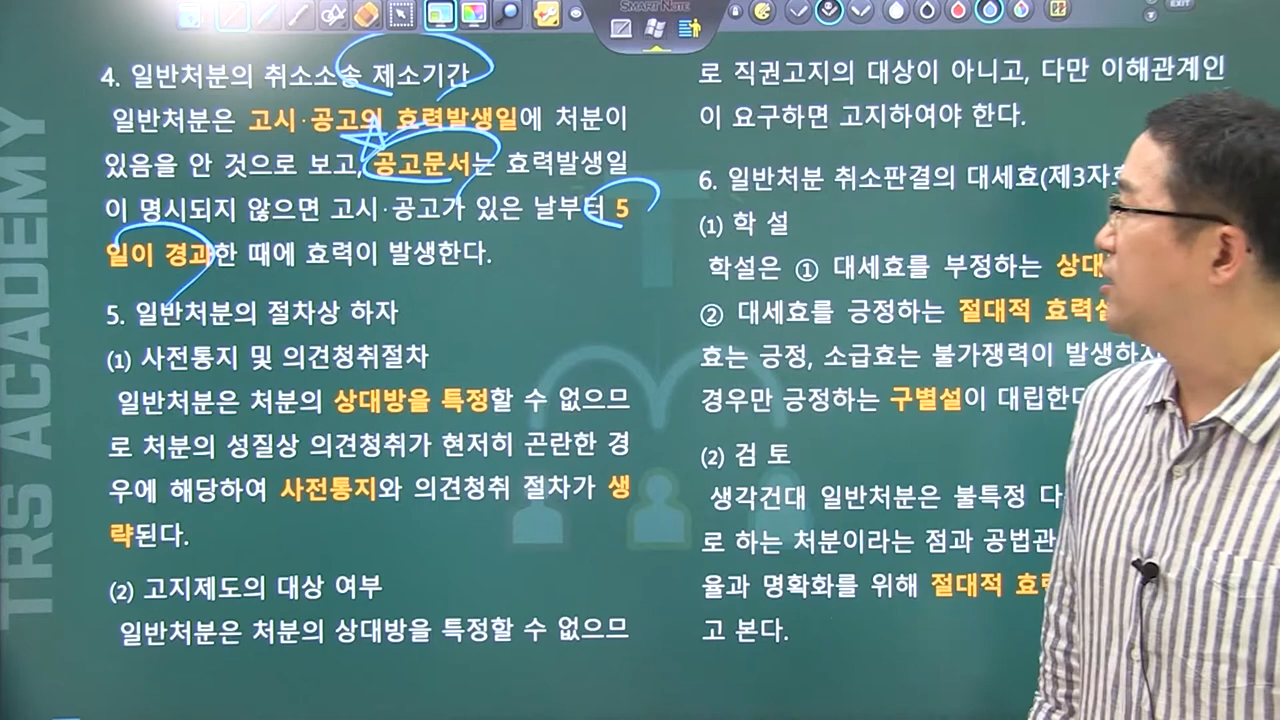 SMART NOTE
EXIT
TRS ACADEMY
4. 일반처분의 취소소송 제소기간
일반처분은 고시·공고의 효력발생일에 처분이
있음을 안 것으로 보고, 공고문서는 효력발생일
이 명시되지 않으면 고시·공고가 있은 날부터 5
일이 경과한 때에 효력이 발생한다.
5. 일반처분의 절차상 하자
(1) 사전통지 및 의견청취절차
일반처분은 처분의 상대방을 특정할 수 없으므
로 처분의 성질상 의견청취가 현저히 곤란한 경
우에 해당하여 사전통지와 의견청취 절차가 생
략된다.
(2) 고지제도의 대상 여부
일반처분은 처분의 상대방을 특정할 수 없으므
로 직권고지의 대상이 아니고, 다만 이해관계인
이 요구하면 고지하여야 한다.
6. 일반처분 취소판결의 대세효(제3자효
(1) 학 설
학설은 ① 대세효를 부정하는 상대
② 대세효를 긍정하는 절대적 효력설
효는 긍정, 소급효는 불가쟁력이 발생하지
경우만 긍정하는 구별설이 대립한다
(2) 검 토
생각건대 일반처분은 불특정 다
로 하는 처분이라는 점과 공법관
율과 명확화를 위해 절대적 효력
고 본다.